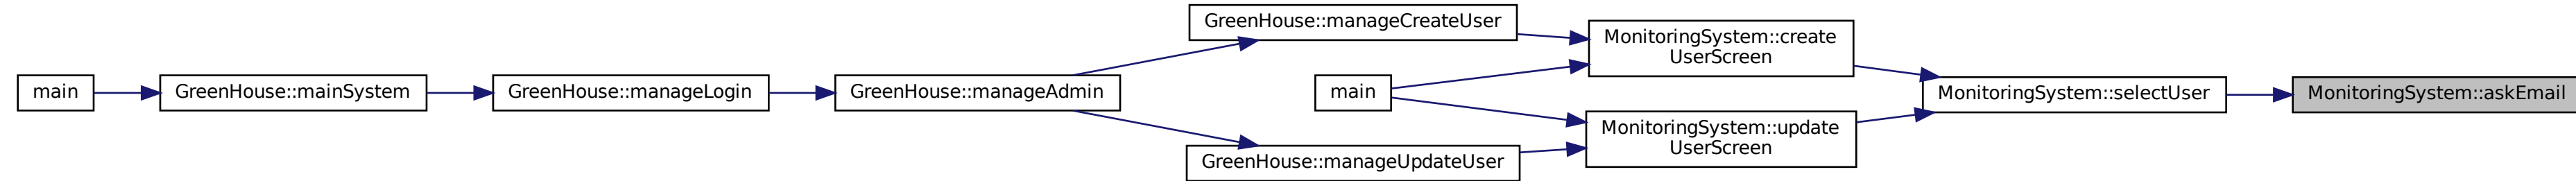 main
GreenHouse::mainSystem
GreenHouse::manageLogin
GreenHouse::manageAdmin
GreenHouse::manageCreateUser
GreenHouse::manageUpdateUser
main
MonitoringSystem::create
UserScreen
MonitoringSystem::update
UserScreen
MonitoringSystem::selectUser
MonitoringSystem::askEmail